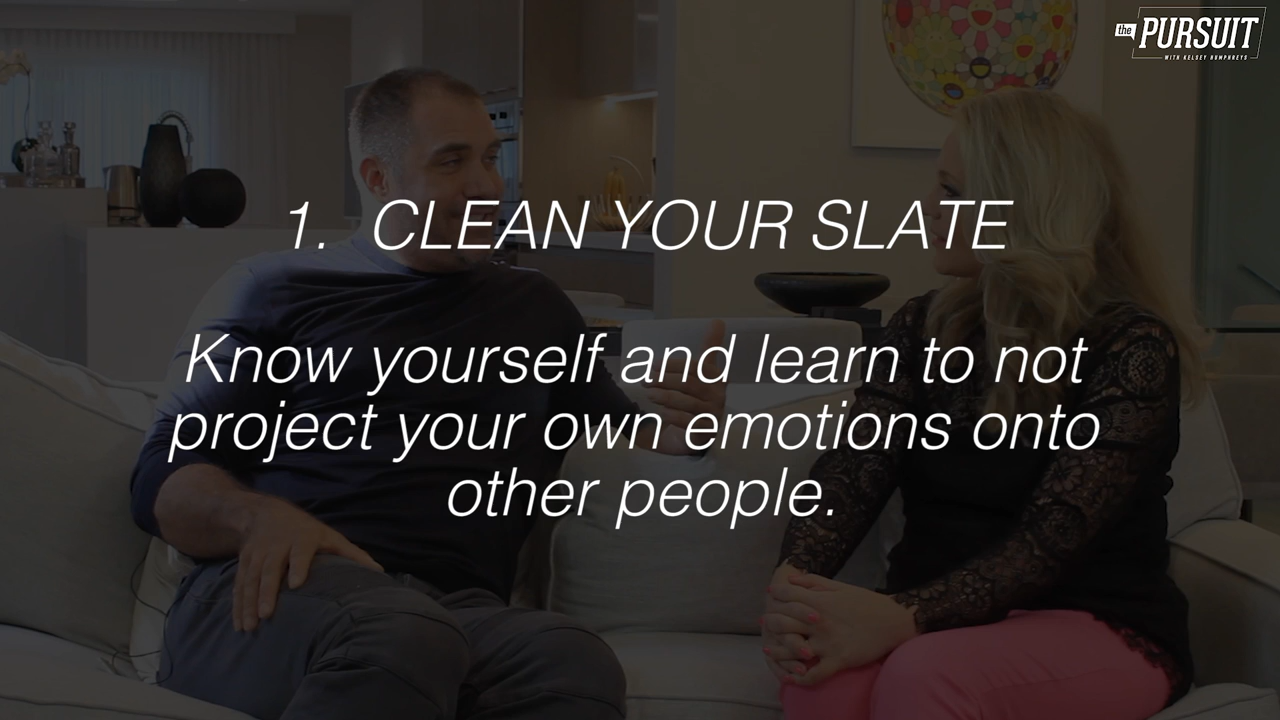 the PURSUIT
WITH KELSEY HUMPHREYS
1. CLEAN YOUR SLATE
Know yourself and learn to not
project your own emotions onto
other people.